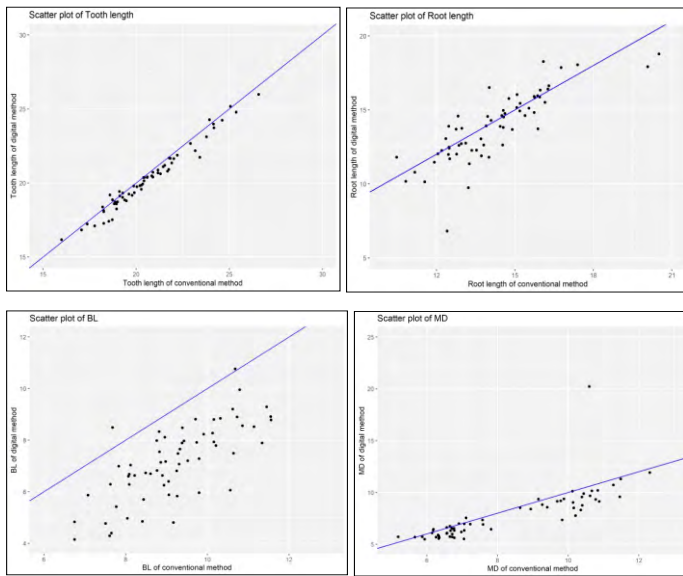 Scatter plot of Tooth length
30
25
20
15
Tooth length of digital method
15 20 25 30
Tooth length of conventional method
Scatter plot of Root length
20
15
10
5
Root length of digital method
12 15 18 21
Root length of conventional method
Scatter plot of BL
12
10
8
6
4
BL of digital method
6 8 10 12
BL of conventional method
Scatter plot of MD
25
20
15
10
5
MD of digital method
6 8 10 12
MD of conventional method